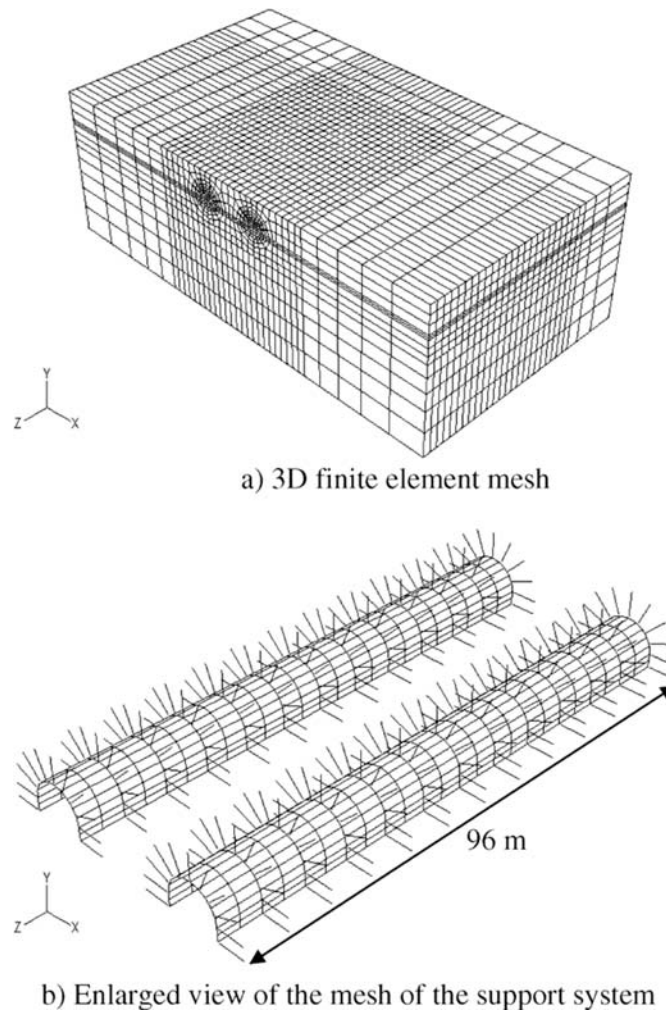 Y
Z
X
a) 3D finite element mesh
96 m
Y
Z
X
b) Enlarged view of the mesh of the support system